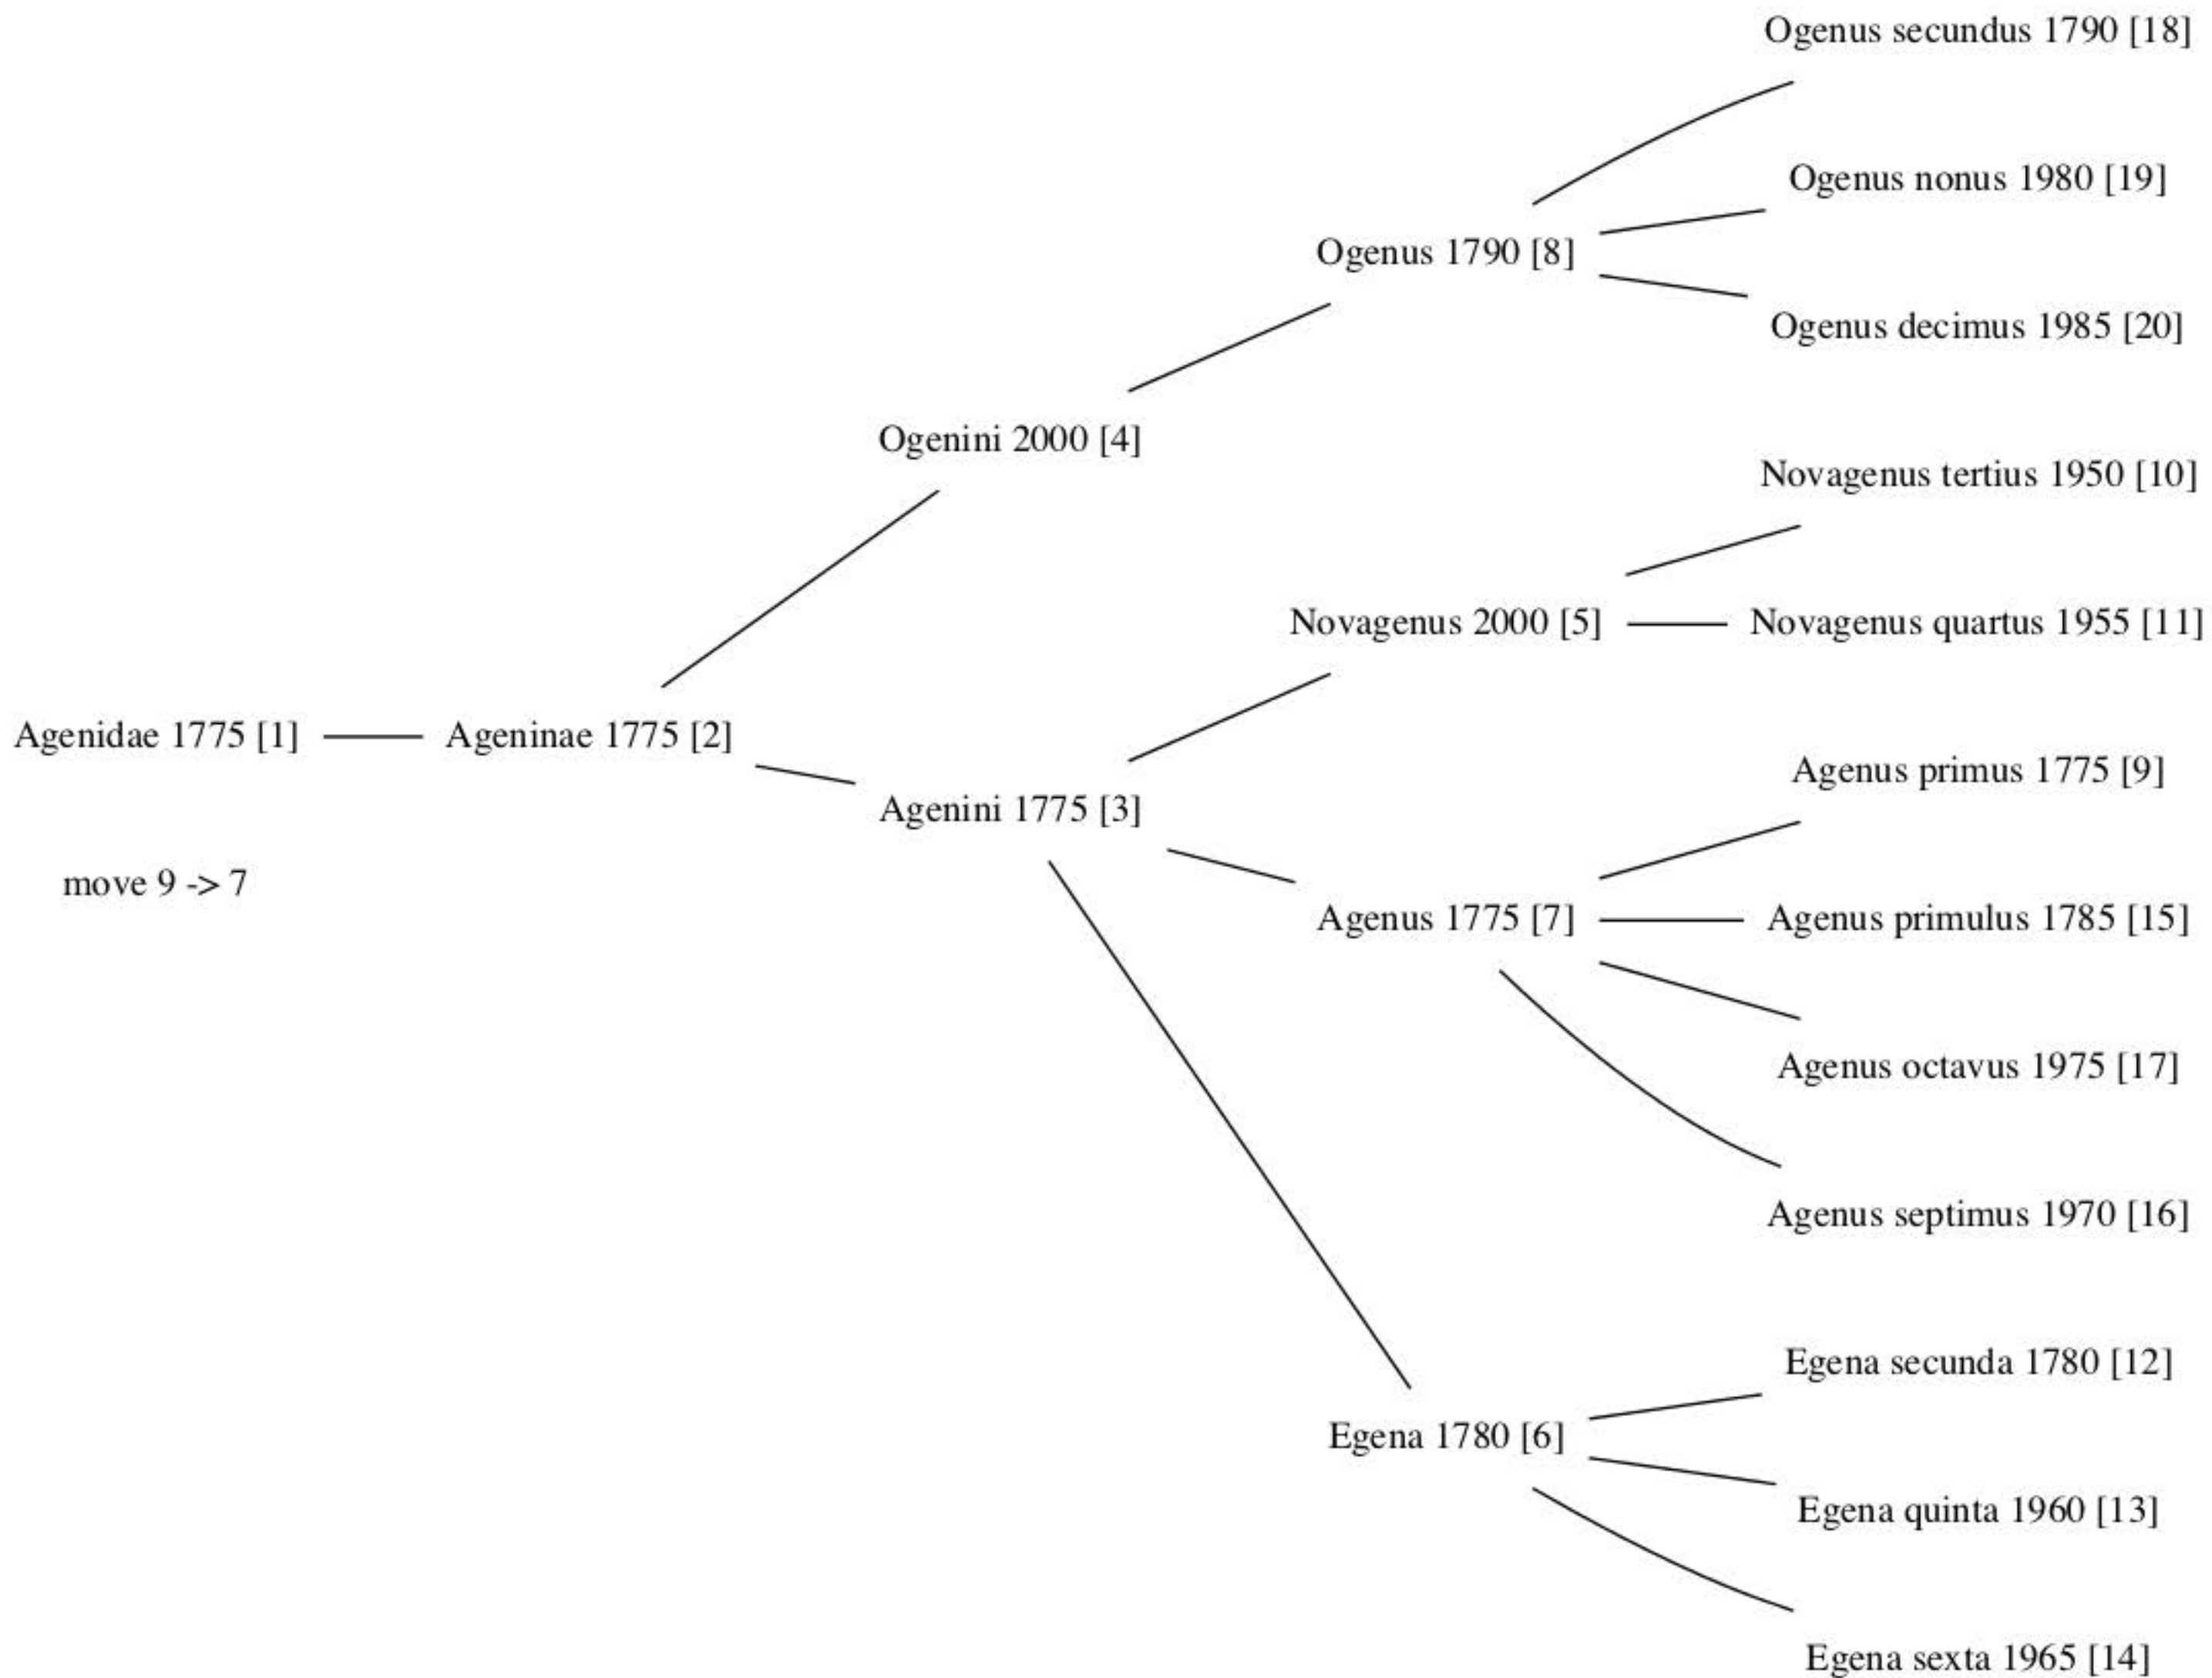 Ogenus secundus 1790 [18]
Ogenus nonus 1980 [19]
Ogenus 1790 [8]
Ogenus decimus 1985 [20]
Ogenini 2000 [4]
Novagenus tertius 1950 [10]
Novagenus 2000 [5]
Novagenus quartus 1955 [11]
Agenidae 1775 [1]
Ageninae 1775 [2]
Agenus primus 1775 [9]
Agenini 1775 [3]
move 9 -> 7
Agenus 1775 [7]
Agenus primulus 1785 [15]
Agenus octavus 1975 [17]
Agenus septimus 1970 [16]
Egena secunda 1780 [12]
Egena 1780 [6]
Egena quinta 1960 [13]
Egena sexta 1965 [14]